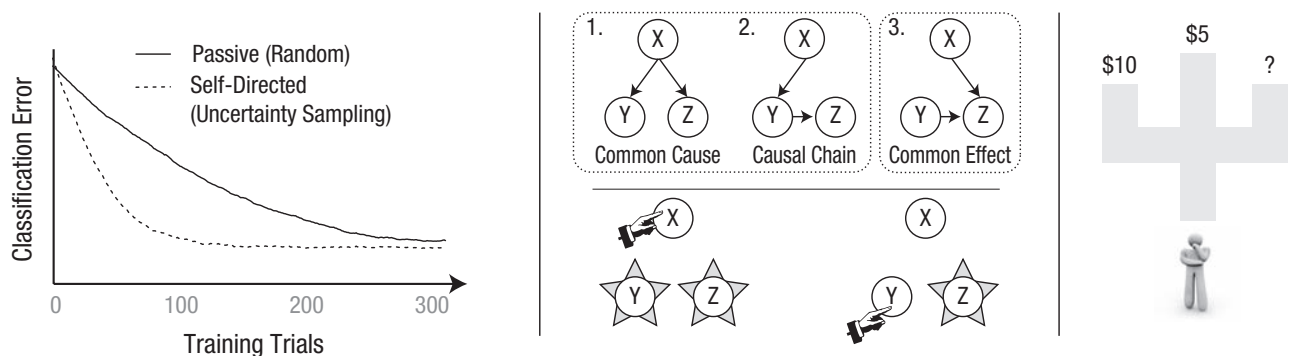 Classification Error
Passive (Random)
Self-Directed
(Uncertainty Sampling)
0 100 200 300
Training Trials
1. X Y Z
Common Cause
2. X Y Z
Causal Chain
3. X Y Z
Common Effect
X
Y Z
X
Y Z
$10 $5 ?